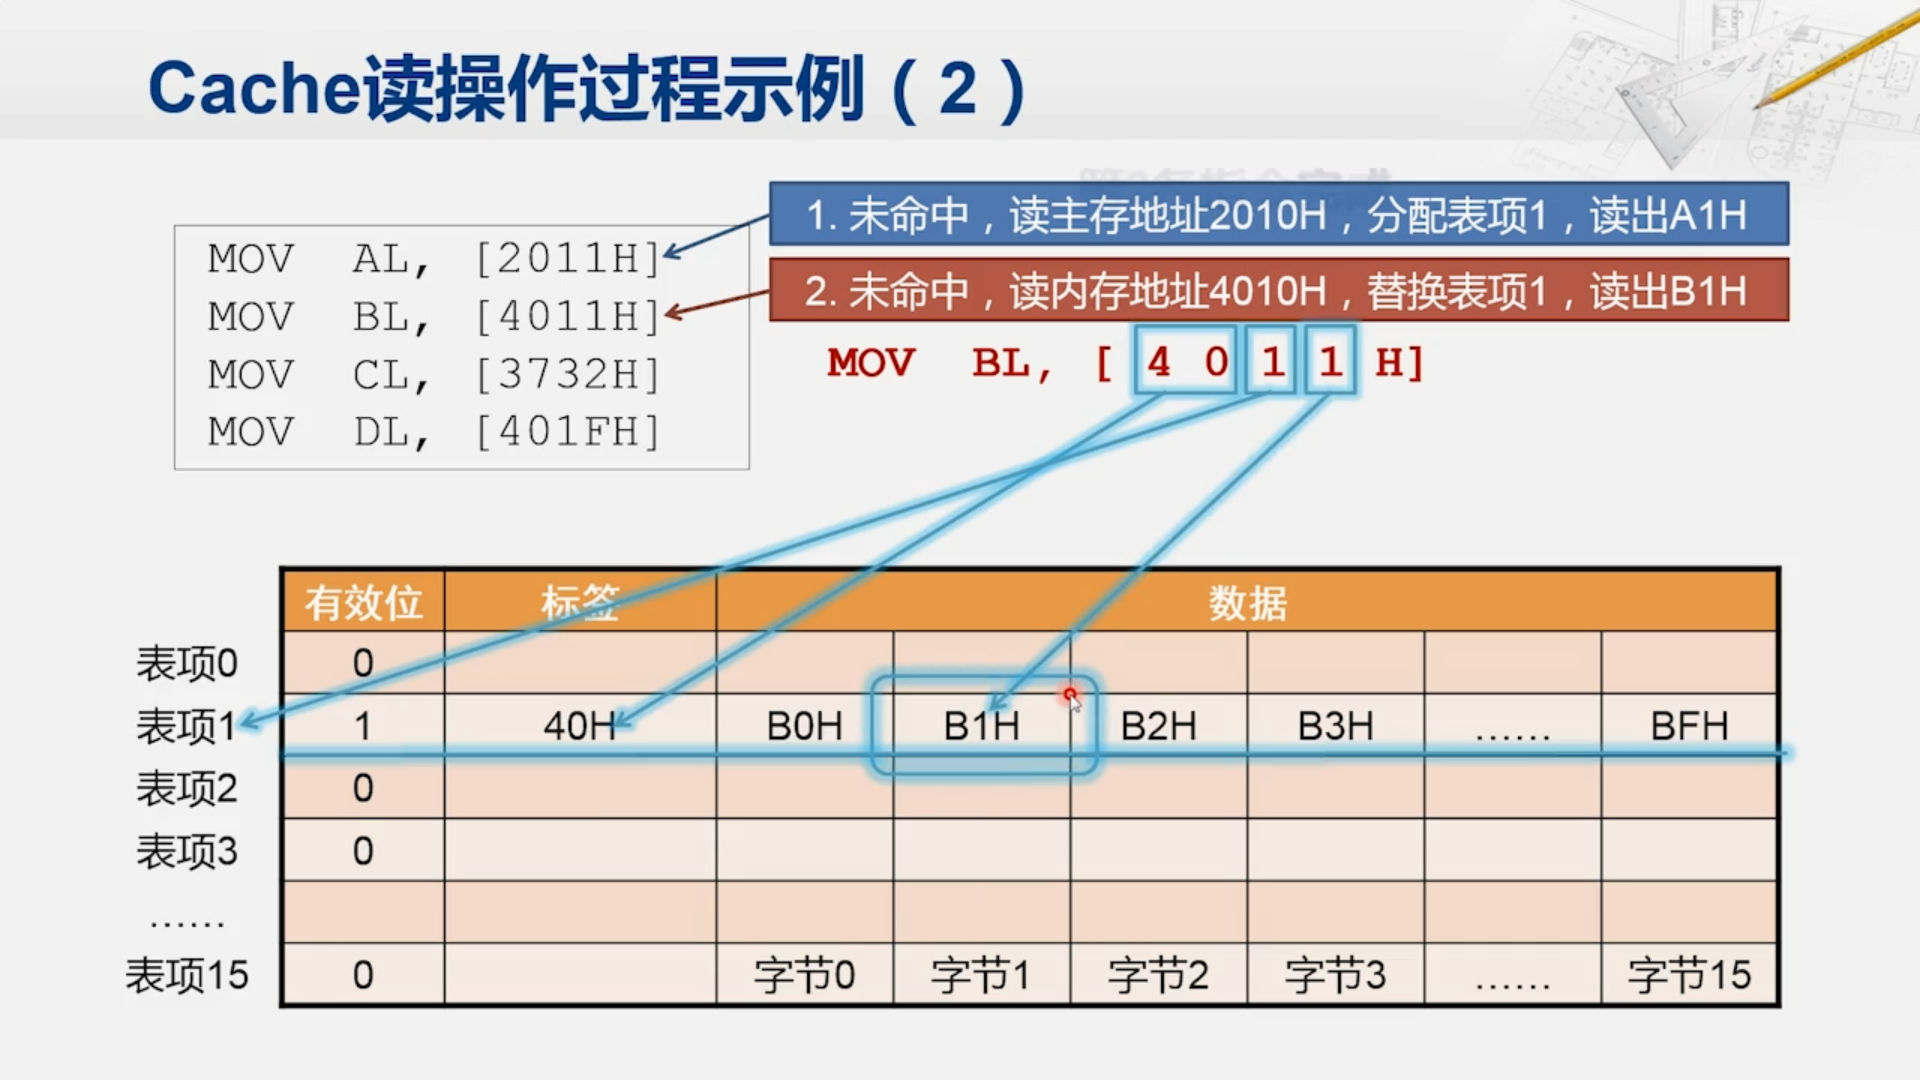 Cache读操作过程示例（2）
1. 未命中，读主存地址2010H，分配表项1，读出A1H
2. 未命中，读内存地址4010H，替换表项1，读出B1H
MOV AL, [2011H]
MOV BL, [4011H]
MOV CL, [3732H]
MOV DL, [401FH]
MOV BL, [ 4 0 1 1 H]
有效位 标签 数据
表项0 0
表项1 1 40H B0H B1H B2H B3H …… BFH
表项2 0
表项3 0
……
表项15 0 字节0 字节1 字节2 字节3 …… 字节15